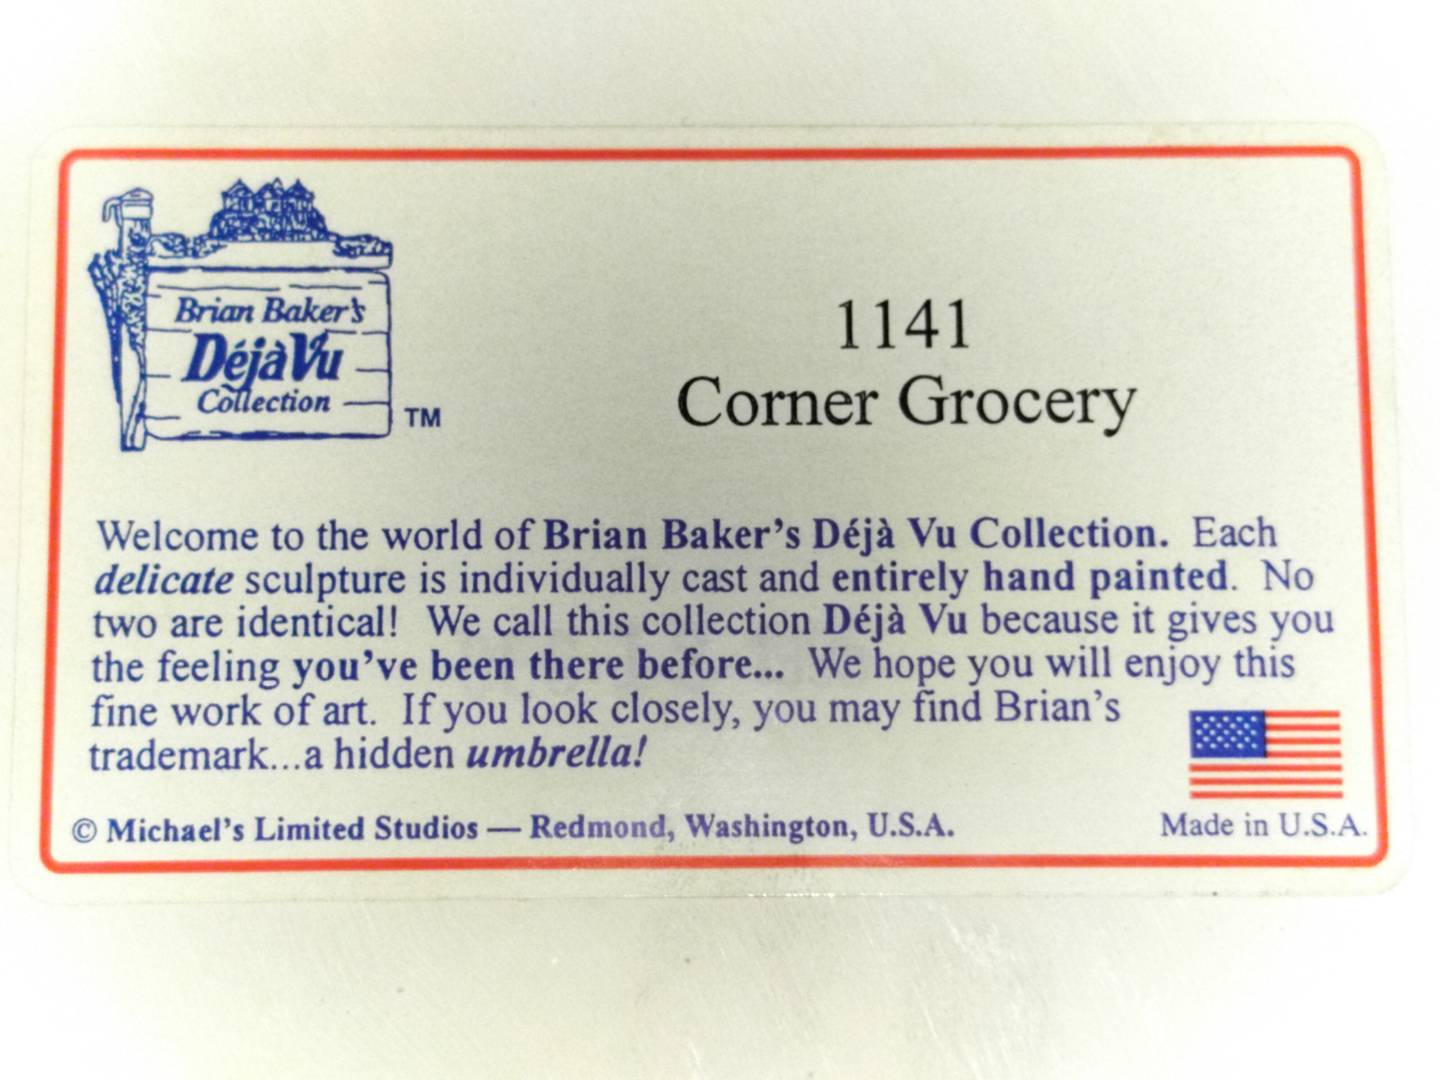 Brian Baker's
Déjà Vu
Collection
TM
1141
Corner Grocery
Welcome to the world of Brian Baker's Déjà Vu Collection. Each
delicate sculpture is individually cast and entirely hand painted. No
two are identical! We call this collection Déjà Vu because it gives you
the feeling you've been there before... We hope you will enjoy this
fine work of art. If you look closely, you may find Brian's
trademark...a hidden umbrella!
© Michael's Limited Studios — Redmond, Washington, U.S.A.
Made in U.S.A.